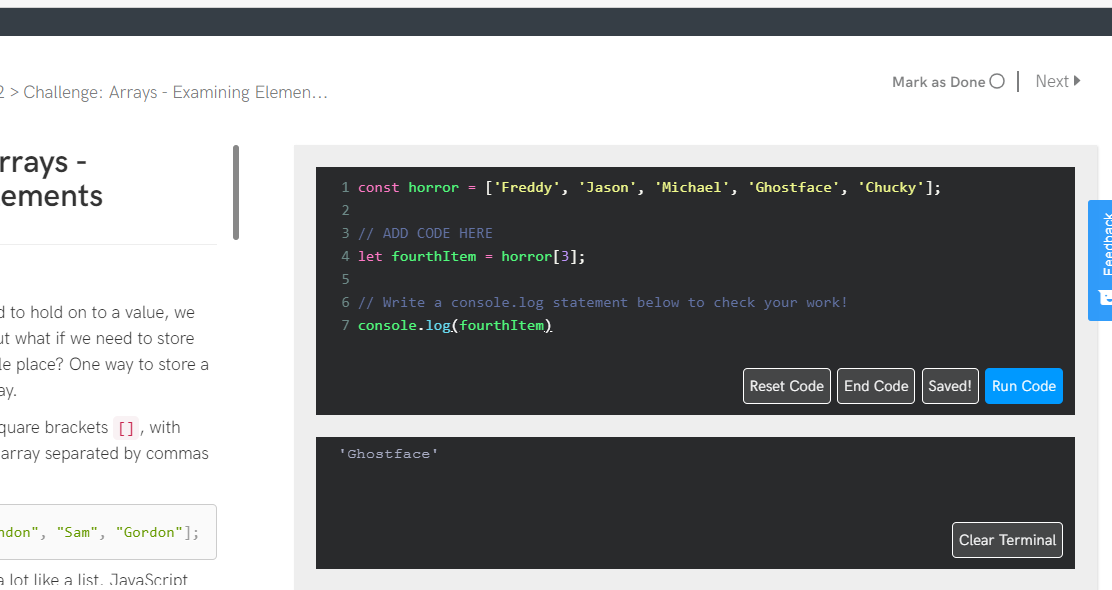 2 > Challenge: Arrays - Examining Elemen...
Mark as Done
Next
rrays -
ements
d to hold on to a value, we
ut what if we need to store
le place? One way to store a
ay.
quare brackets [], with
array separated by commas
ndon", "Sam", "Gordon"];
a lot like a list. JavaScript
1 const horror = ['Freddy', 'Jason', 'Michael', 'Ghostface', 'Chucky'];
2
3 // ADD CODE HERE
4 let fourthItem = horror[3];
5
6 // Write a console.log statement below to check your work!
7 console.log(fourthItem)
Reset Code
End Code
Saved!
Run Code
'Ghostface'
Clear Terminal
Feedback